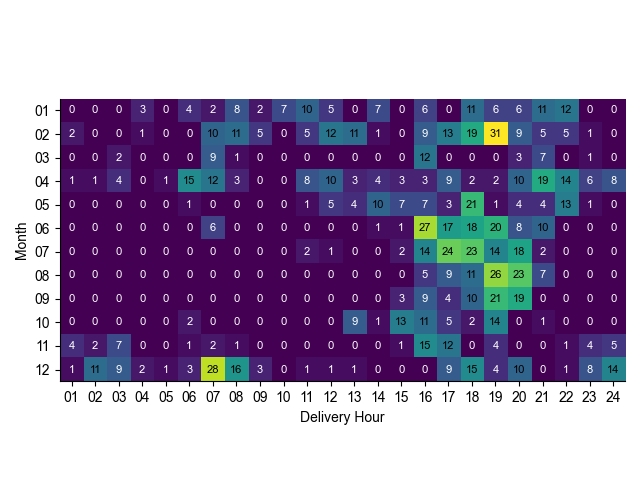 01 0 0 0 3 0 4 2 8 2 7 10 5 0 7 0 6 0 11 6 6 11 12 0 0
02 2 0 0 1 0 0 10 11 5 0 5 12 11 1 0 9 13 19 31 9 5 5 1 0
03 0 0 2 0 0 0 9 1 0 0 0 0 0 0 0 12 0 0 0 3 7 0 1 0
04 1 1 4 0 1 15 12 3 0 0 8 10 3 4 3 3 9 2 2 10 19 14 6 8
05 0 0 0 0 0 1 0 0 0 0 1 5 4 10 7 7 3 21 1 4 4 13 1 0
06 0 0 0 0 0 0 6 0 0 0 0 0 0 1 1 27 17 18 20 8 10 0 0 0
07 0 0 0 0 0 0 0 0 0 0 2 1 0 0 2 14 24 23 14 18 2 0 0 0
08 0 0 0 0 0 0 0 0 0 0 0 0 0 0 0 5 9 11 26 23 7 0 0 0
09 0 0 0 0 0 0 0 0 0 0 0 0 0 0 3 9 4 10 21 19 0 0 0 0
10 0 0 0 0 0 2 0 0 0 0 0 0 9 1 13 11 5 2 14 0 1 0 0 0
11 4 2 7 0 0 1 2 1 0 0 0 0 0 0 1 15 12 0 4 0 0 1 4 5
12 1 11 9 2 1 3 28 16 3 0 1 1 1 0 0 0 9 15 4 10 0 1 8 14
Month
01 02 03 04 05 06 07 08 09 10 11 12 13 14 15 16 17 18 19 20 21 22 23 24
Delivery Hour